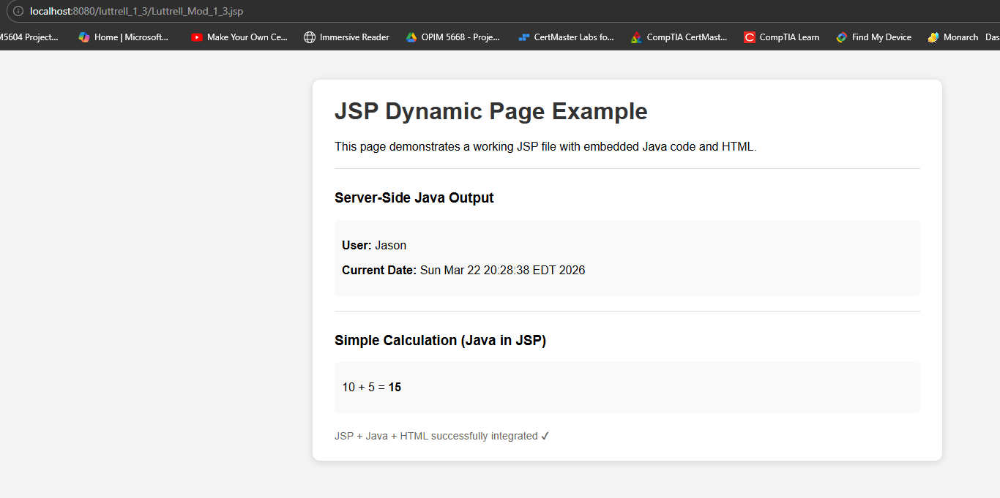 localhost:8080/luttrell_1_3/Luttrell_Mod_1_3.jsp
M5604 Project... Home | Microsoft... Make Your Own Ce... Immersive Reader OPIM 5668 - Proje... CertMaster Labs fo... CompTIA CertMast... CompTIA Learn Find My Device Monarch Das
JSP Dynamic Page Example
This page demonstrates a working JSP file with embedded Java code and HTML.
Server-Side Java Output
User: Jason
Current Date: Sun Mar 22 20:28:38 EDT 2026
Simple Calculation (Java in JSP)
10 + 5 = 15
JSP + Java + HTML successfully integrated ✓